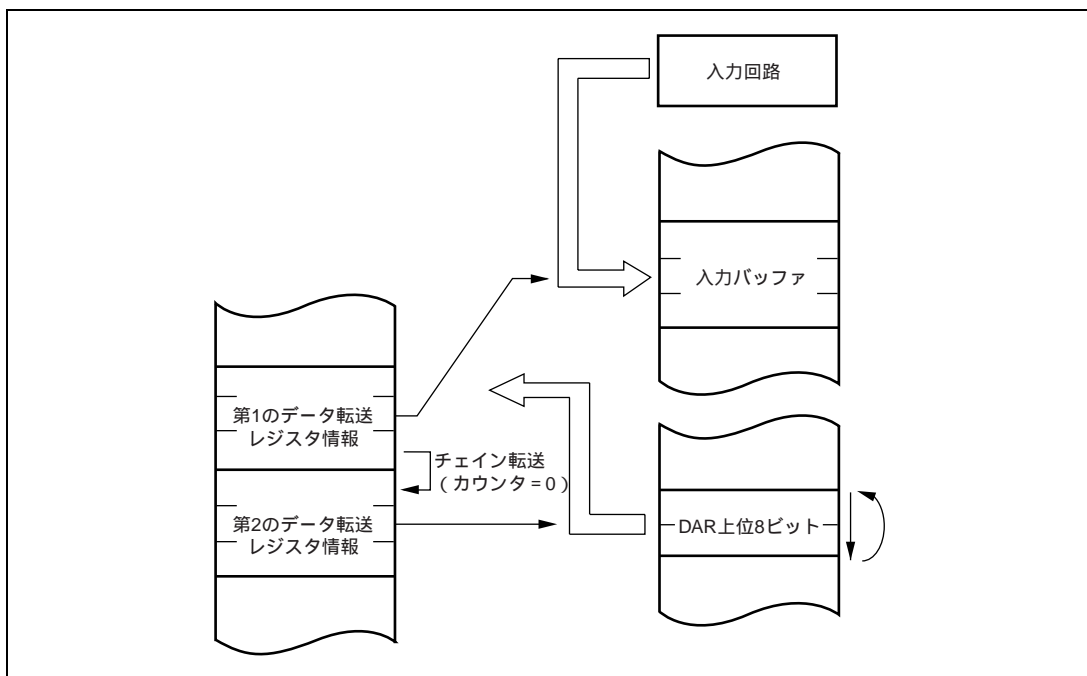 入力回路
入力バッファ
第1のデータ転送
レジスタ情報
チェイン転送
（カウンタ=0）
第2のデータ転送
レジスタ情報
DAR上位8ビット